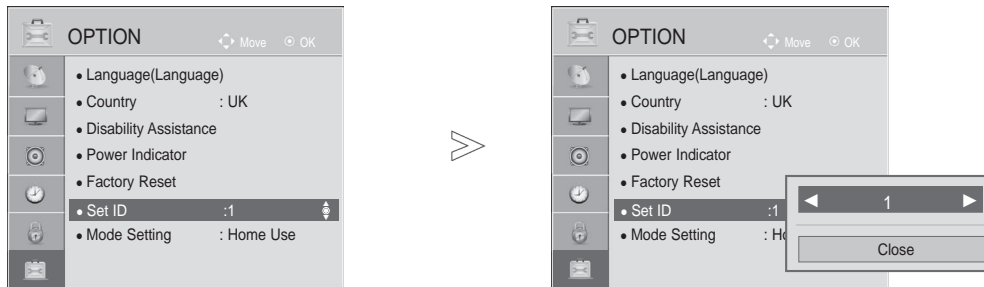 OPTION
Move OK
• Language(Language)
• Country : UK
• Disability Assistance
• Power Indicator
• Factory Reset
• Set ID :1
• Mode Setting : Home Use
OPTION
Move OK
• Language(Language)
• Country : UK
• Disability Assistance
• Power Indicator
• Factory Reset
• Set ID :1
• Mode Setting : Ho
◄ 1 ►
Close